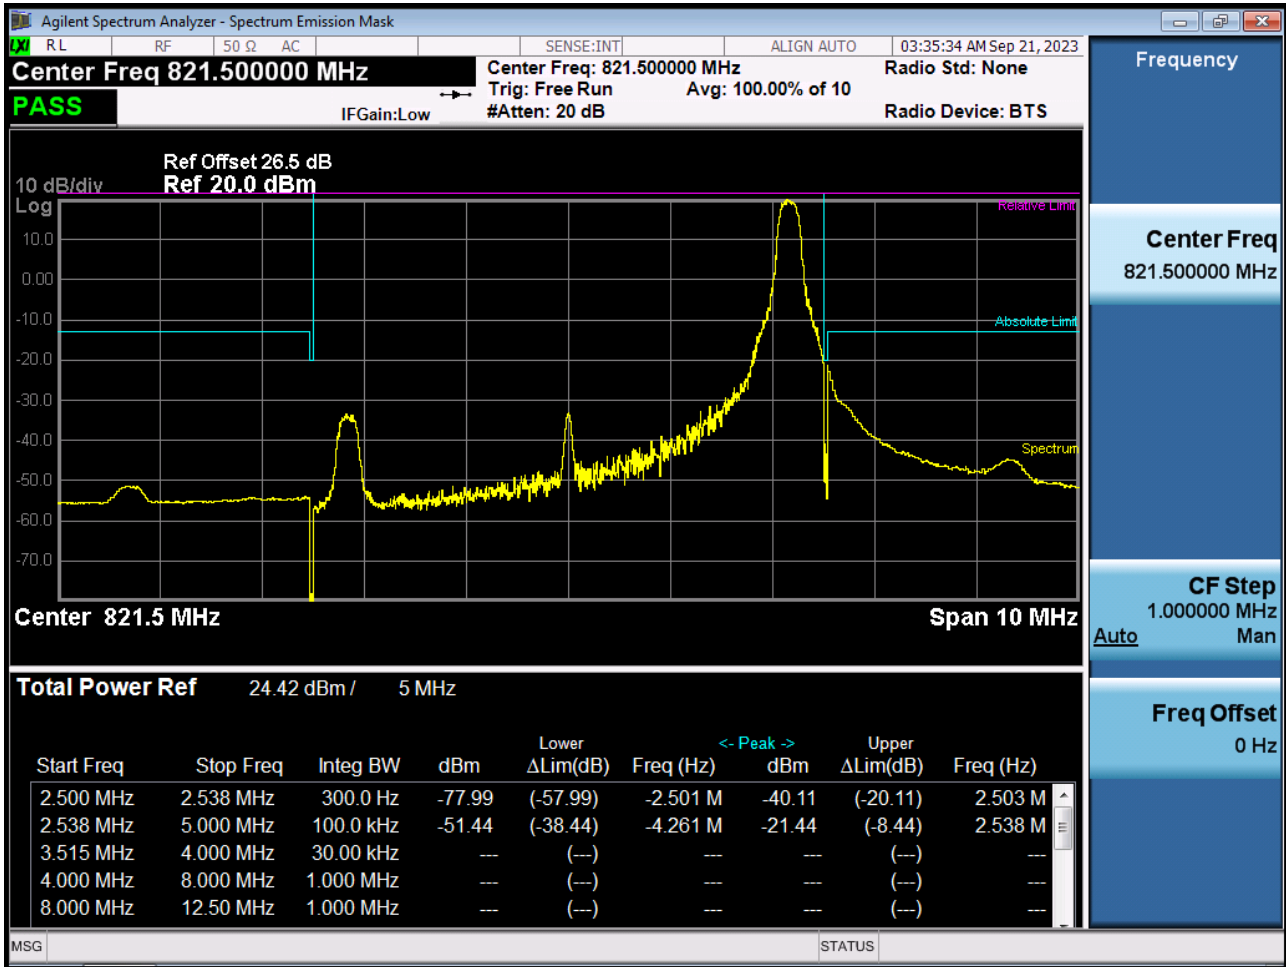 Agilent Spectrum Analyzer - Spectrum Emission Mask
LXI RL RF 50 Ω AC SENSE:INT ALIGN AUTO 03:35:34 AM Sep 21, 2023
Center Freq 821.500000 MHz
Center Freq: 821.500000 MHz
Radio Std: None
Trig: Free Run Avg: 100.00% of 10
PASS
IFGain:Low
#Atten: 20 dB
Radio Device: BTS
Ref Offset 26.5 dB
10 dB/div Ref 20.0 dBm
Log
Relative Limit
10.0
0.00
-10.0
Absolute Limit
-20.0
-30.0
-40.0
Spectrum
-50.0
-60.0
-70.0
Center 821.5 MHz Span 10 MHz
Total Power Ref 24.42 dBm / 5 MHz
Lower <- Peak -> Upper
Start Freq Stop Freq Integ BW dBm ΔLim(dB) Freq (Hz) dBm ΔLim(dB) Freq (Hz)
2.500 MHz 2.538 MHz 300.0 Hz -77.99 (-57.99) -2.501 M -40.11 (-20.11) 2.503 M
2.538 MHz 5.000 MHz 100.0 kHz -51.44 (-38.44) -4.261 M -21.44 (-8.44) 2.538 M
3.515 MHz 4.000 MHz 30.00 kHz --- (---) --- --- (---) ---
4.000 MHz 8.000 MHz 1.000 MHz --- (---) --- --- (---) ---
8.000 MHz 12.50 MHz 1.000 MHz --- (---) --- --- (---) ---
MSG STATUS
Frequency
Center Freq
821.500000 MHz
CF Step
1.000000 MHz
Auto Man
Freq Offset
0 Hz